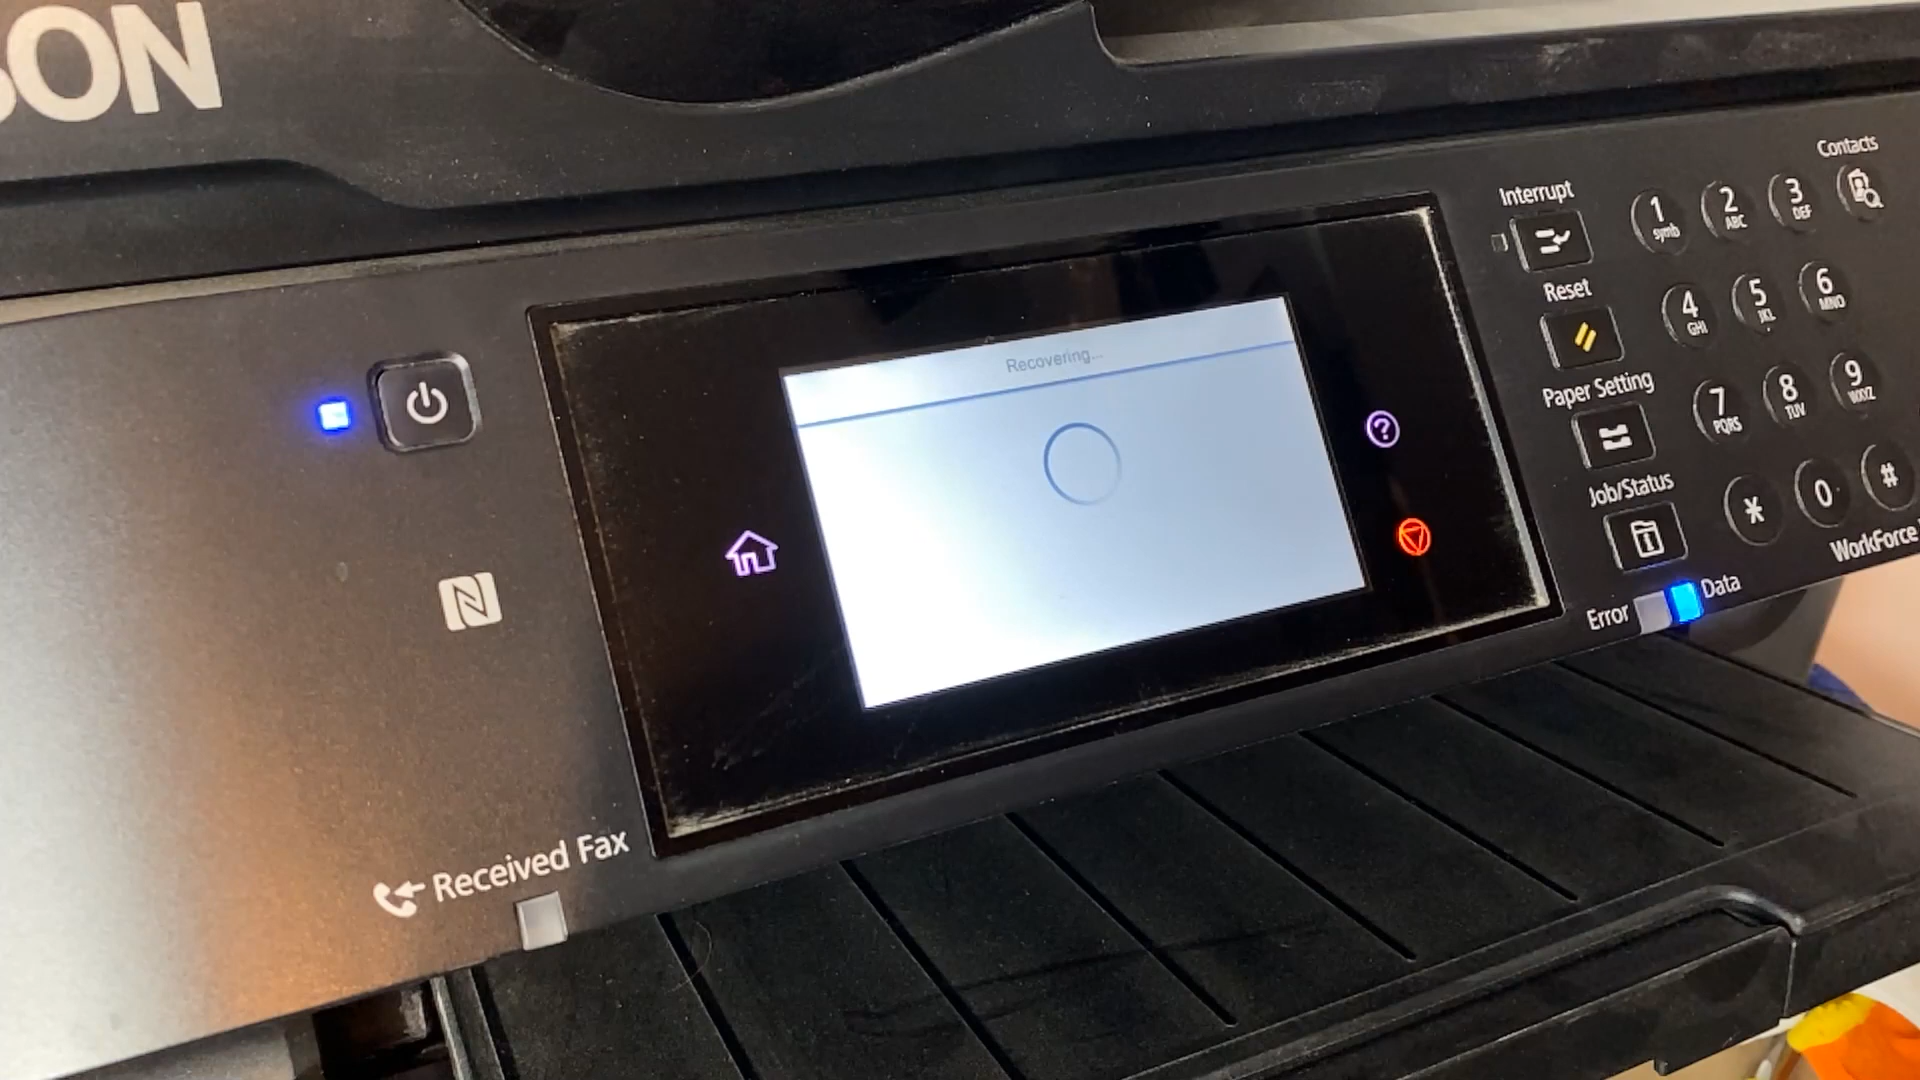 SON
Recovering...
Interrupt
Reset
Paper Setting
Job/Status
Error
Data
Contacts
1
symb
2
ABC
3
DEF
4
GHI
5
JKL
6
MNO
7
PQRS
8
TUV
9
WXYZ
*
0
#
WorkForce
Received Fax